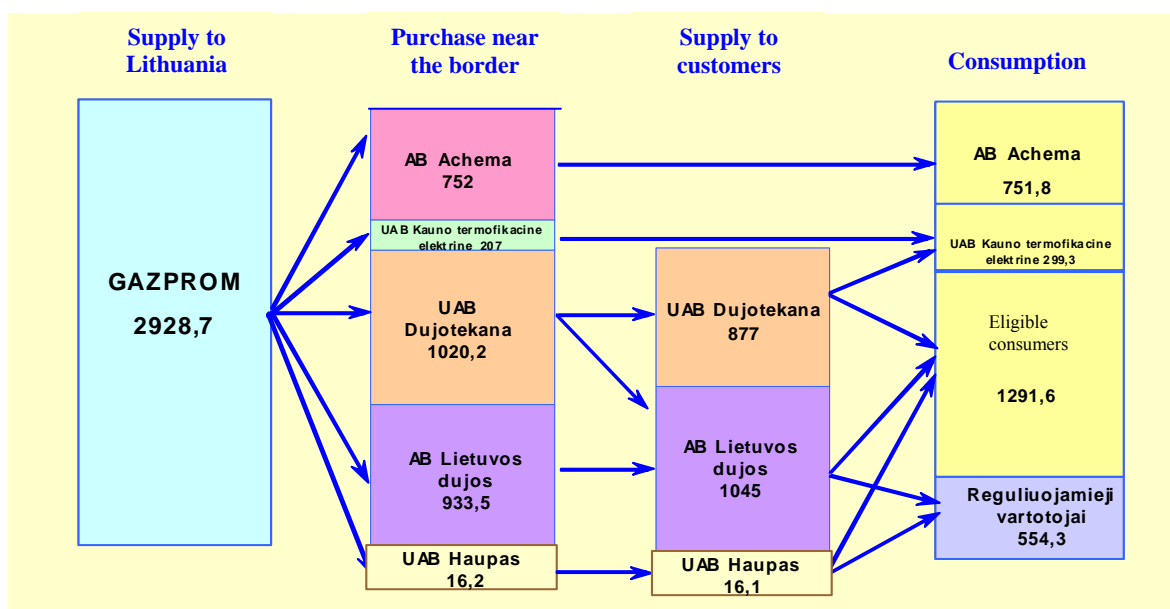 Supply to
Lithuania
Purchase near
the border
Supply to
customers
Consumption
GAZPROM
2928,7
AB Achema
752
UAB Kauno termofikacine
elektrine 207
UAB
Dujotekana
1020,2
AB Lietuvos
dujos
933,5
UAB Haupas
16,2
UAB Dujotekana
877
AB Lietuvos
dujos
1045
UAB Haupas
16,1
AB Achema
751,8
UAB Kauno termofikacine
elektrine 299,3
Eligible
consumers
1291,6
Reguliuojamieji
vartotojai
554,3